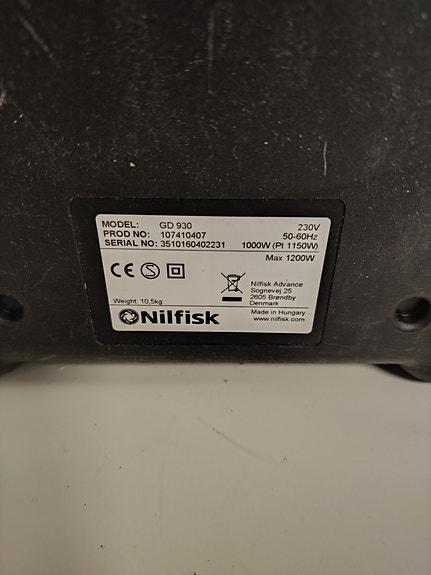 MODEL: GD 930 230V
PROD NO: 107410407 50-60Hz
SERIAL NO: 3510160402231 1000W (Pt 1150W)
Max 1200W
CE S
Nilfisk Advance
Sognevej 25
2605 Brøndby
Denmark
Weight: 10,5kg
Made in Hungary
Nilfisk
www.nilfisk.com